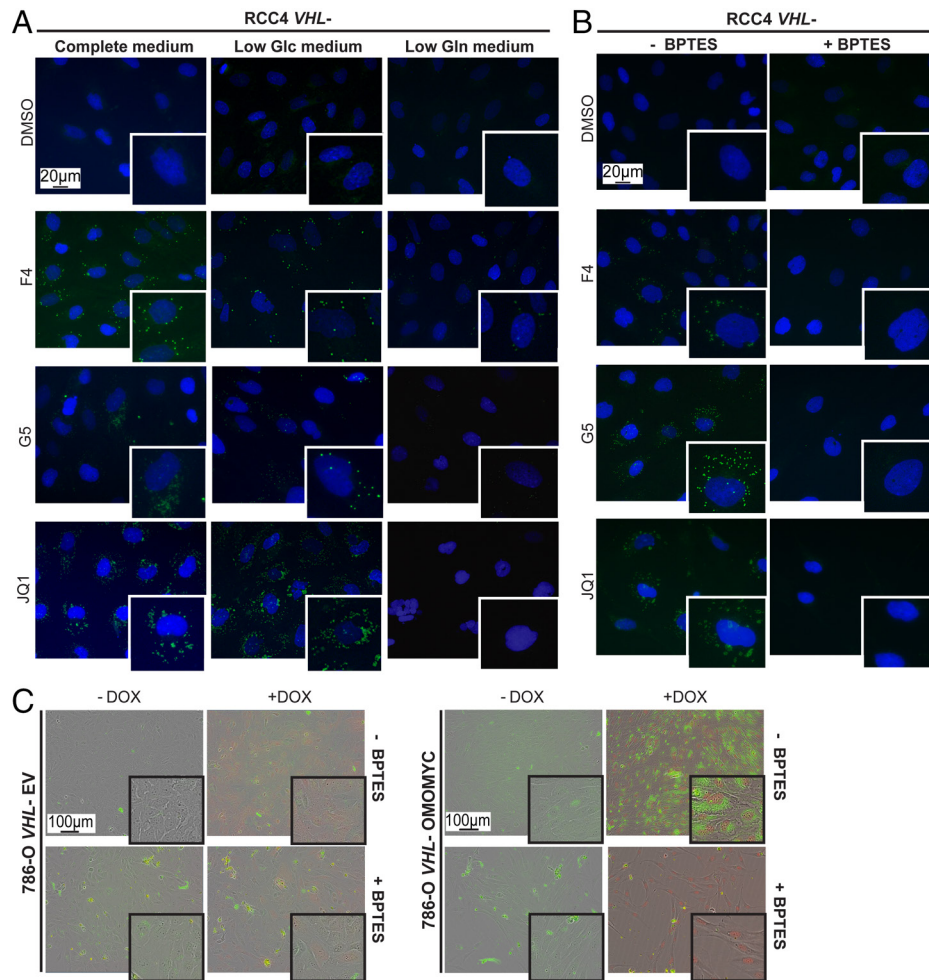 A
RCC4 VHL-
Complete medium
Low Glc medium
Low Gln medium
DMSO
20µm
F4
G5
JQ1
B
RCC4 VHL-
- BPTES
+ BPTES
DMSO
20µm
F4
G5
JQ1
C
- DOX
+DOX
786-O VHL- EV
100µm
- BPTES
+ BPTES
- DOX
+DOX
786-O VHL- OMOMYC
100µm
- BPTES
+ BPTES